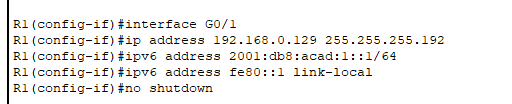 R1(config-if)#interface G0/1
R1(config-if)#ip address 192.168.0.129 255.255.255.192
R1(config-if)#ipv6 address 2001:db8:acad:1::1/64
R1(config-if)#ipv6 address fe80::1 link-local
R1(config-if)#no shutdown